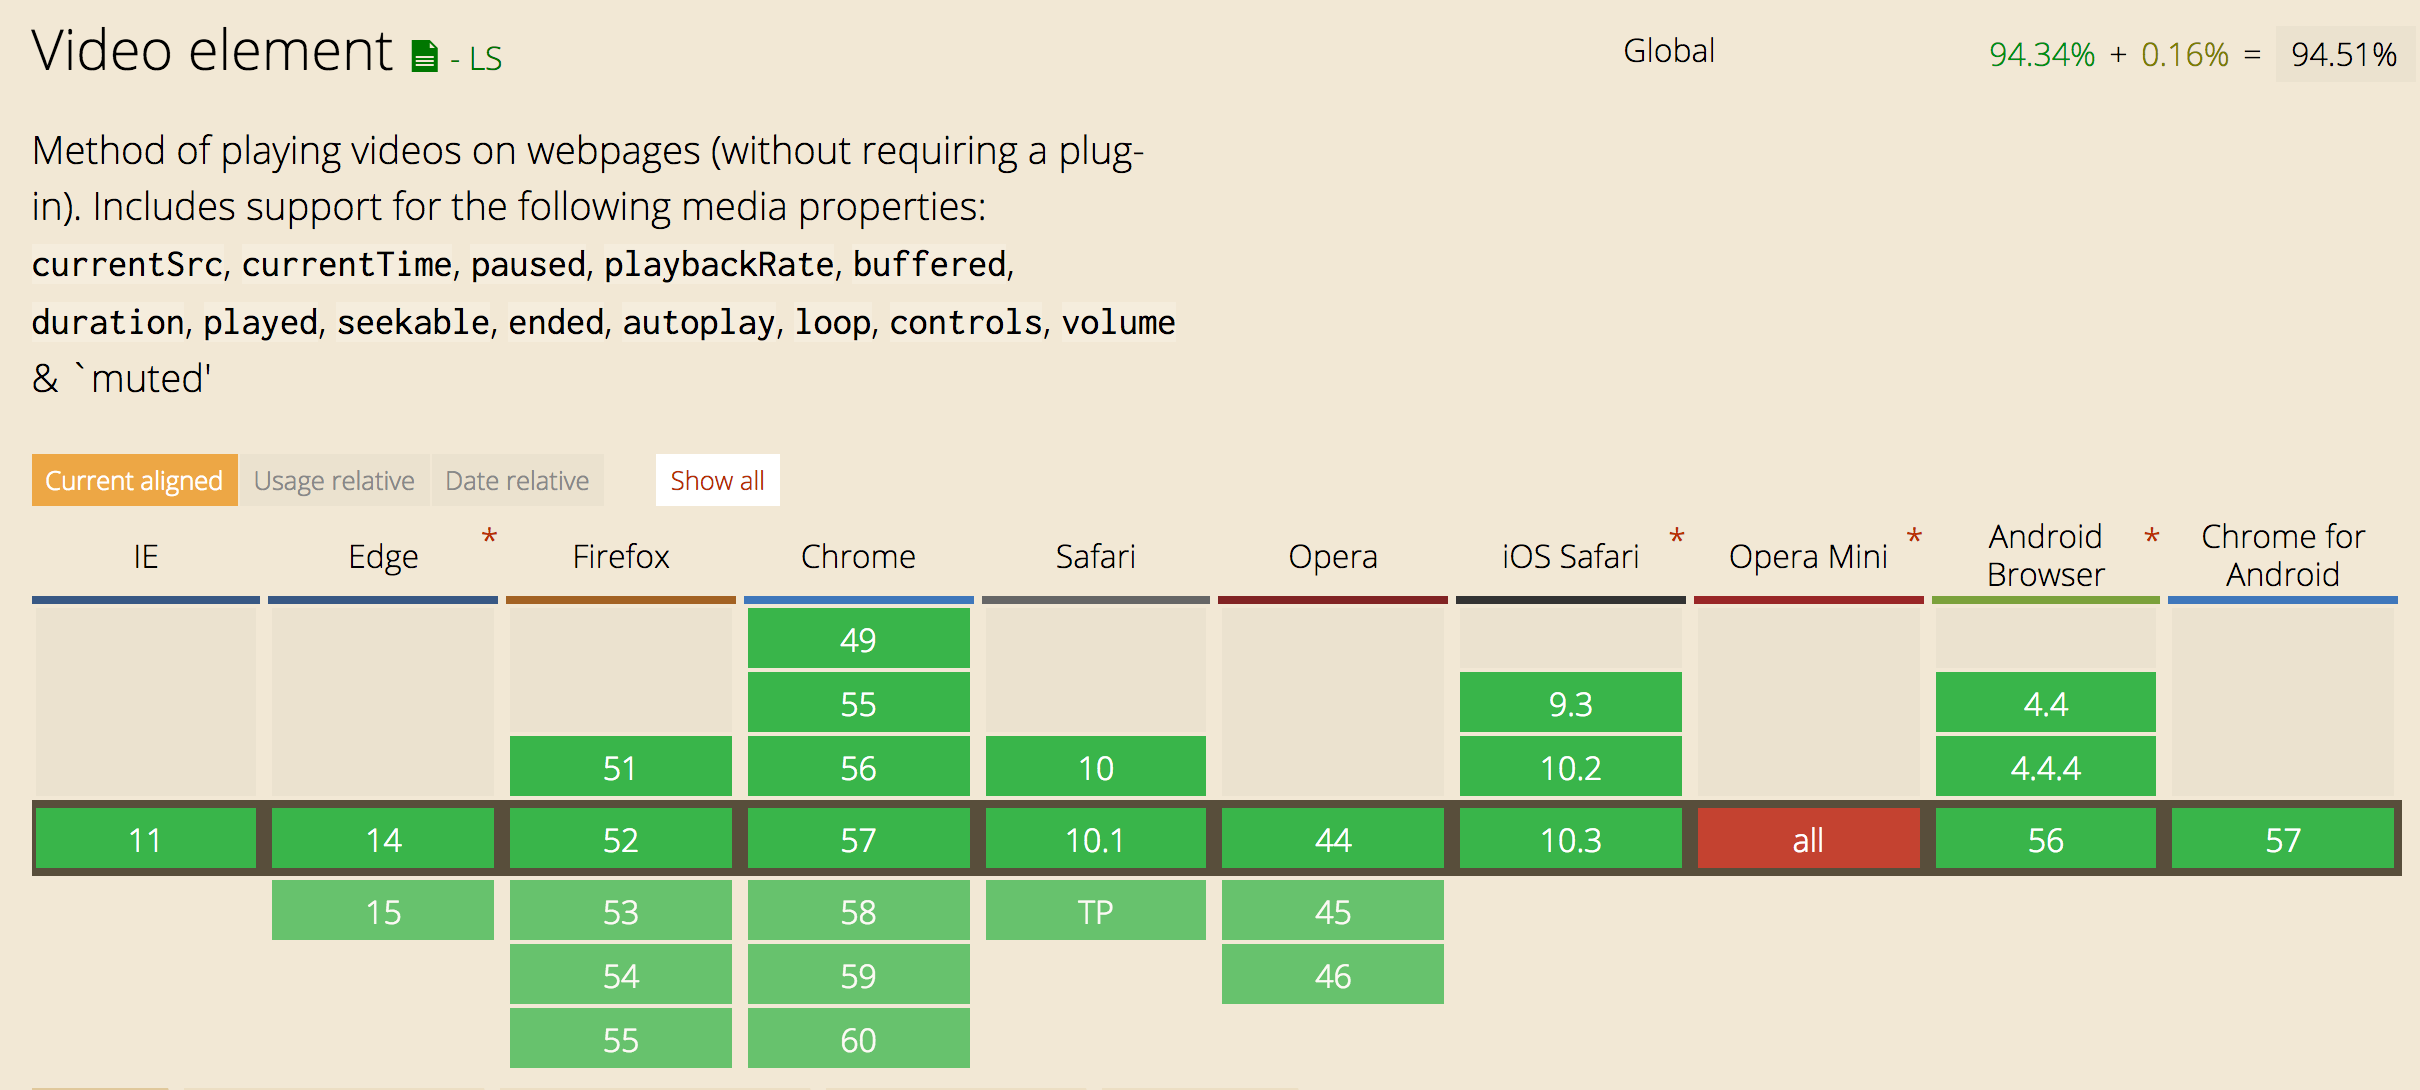 Video element - LS
Global
94.34% + 0.16% = 94.51%
Method of playing videos on webpages (without requiring a plug-
in). Includes support for the following media properties:
currentSrc, currentTime, paused, playbackRate, buffered,
duration, played, seekable, ended, autoplay, loop, controls, volume
& `muted'
Current aligned Usage relative Date relative Show all
IE Edge * Firefox Chrome Safari Opera iOS Safari * Opera Mini * Android Browser * Chrome for Android
49
55 9.3 4.4
51 56 10 10.2 4.4.4
11 14 52 57 10.1 44 10.3 all 56 57
15 53 58 TP 45
54 59 46
55 60